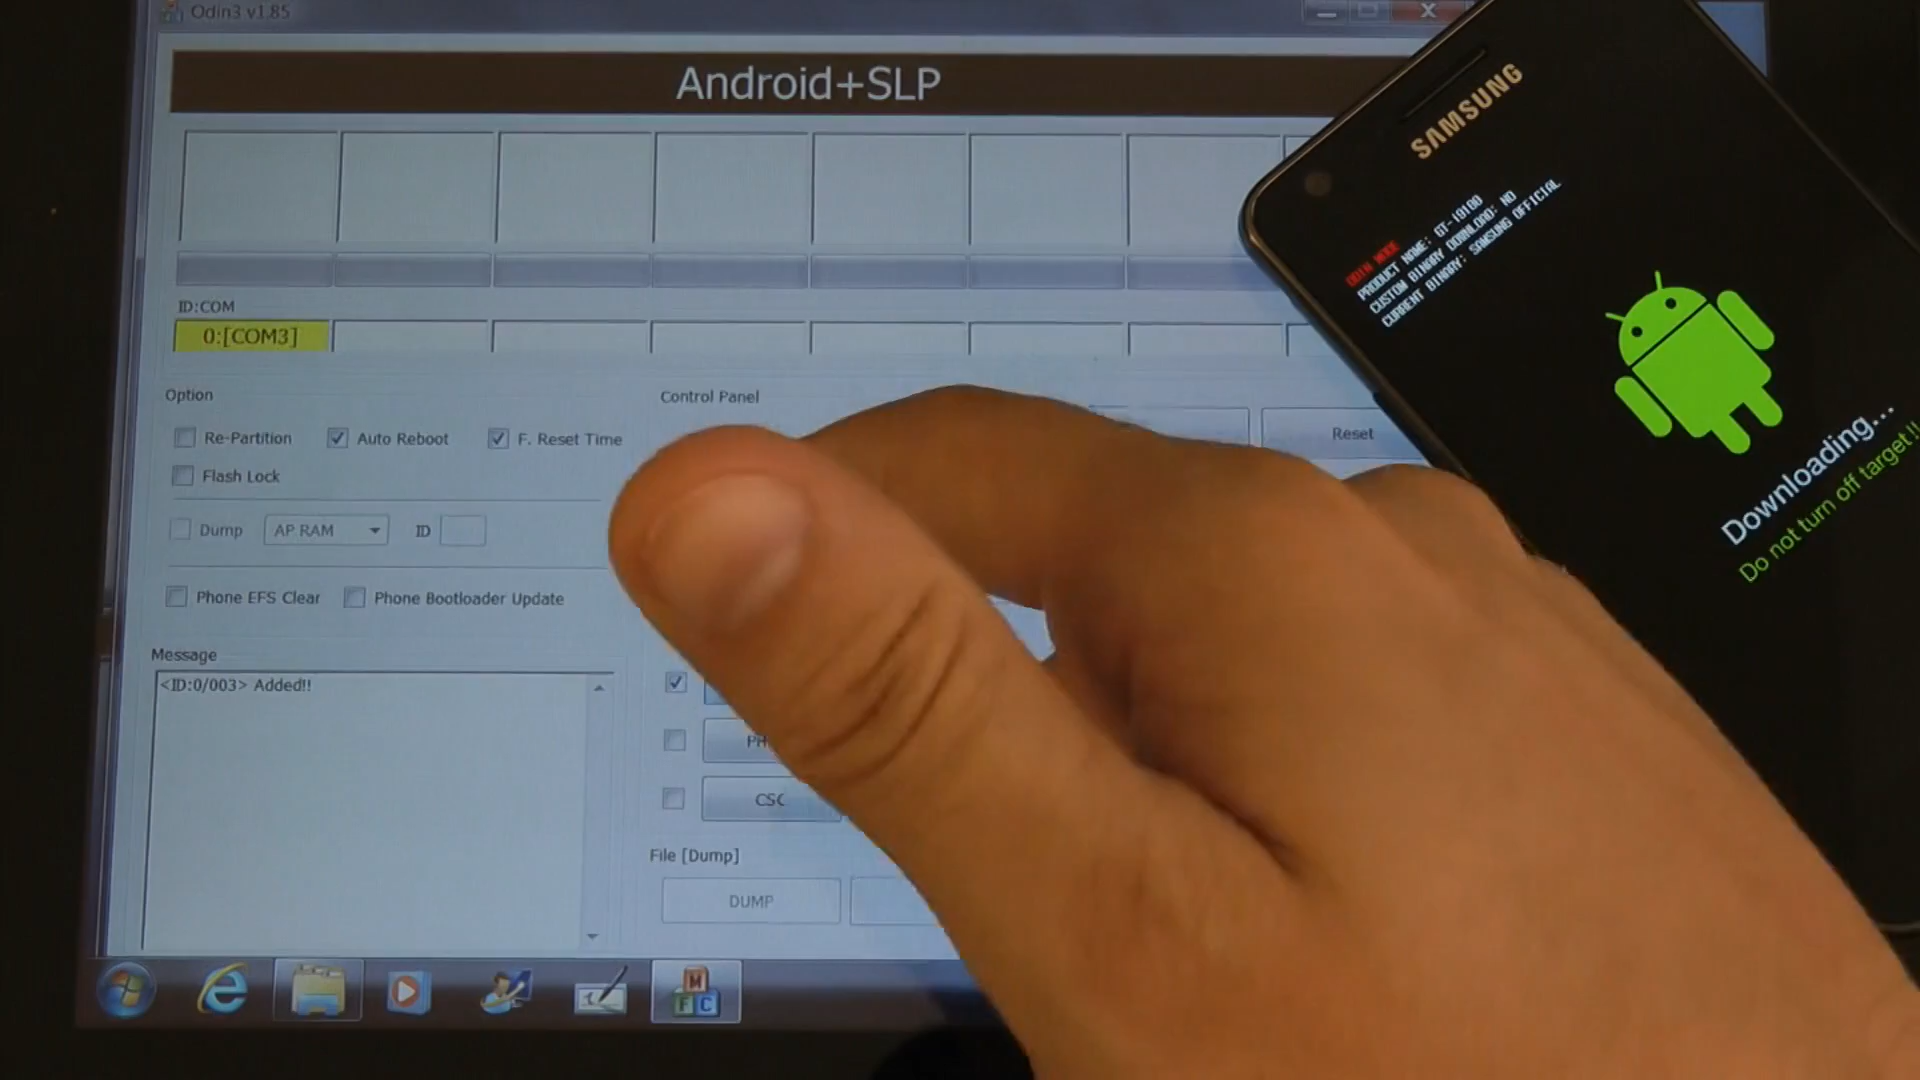 Odin3 v1.85
Android+SLP
SAMSUNG
ODIN MODE
PRODUCT NAME: GT-I9100
CUSTOM BINARY DOWNLOAD: NO
CURRENT BINARY: SAMSUNG OFFICIAL
Downloading...
Do not turn off target!!
ID:COM
0:[COM3]
Option
Re-Partition
Auto Reboot
F. Reset Time
Flash Lock
Dump
AP RAM
ID
Phone EFS Clear
Phone Bootloader Update
Control Panel
Reset
Message
<ID:0/003> Added!!
PH
CSC
File [Dump]
DUMP
M
F C